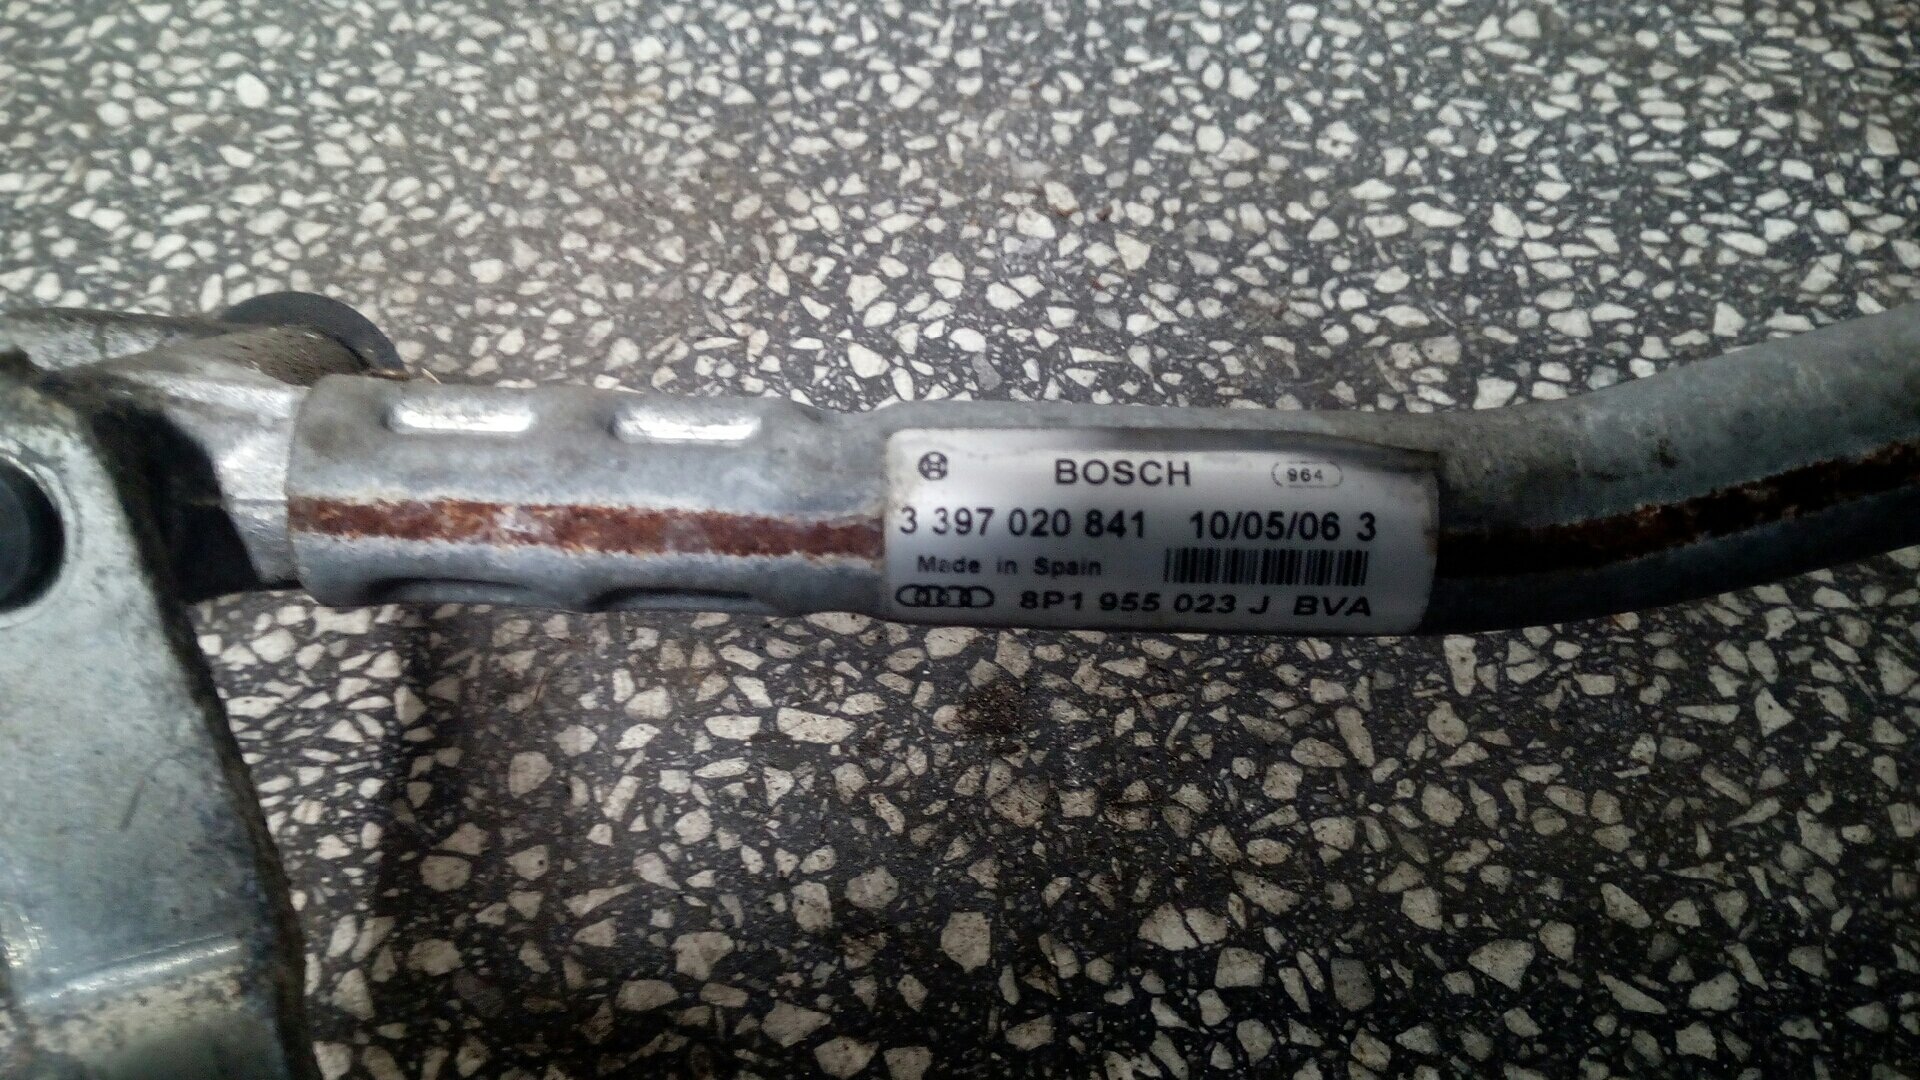 BOSCH 964
3 397 020 841 10/05/06 3
Made in Spain
8P1 955 023 J BVA